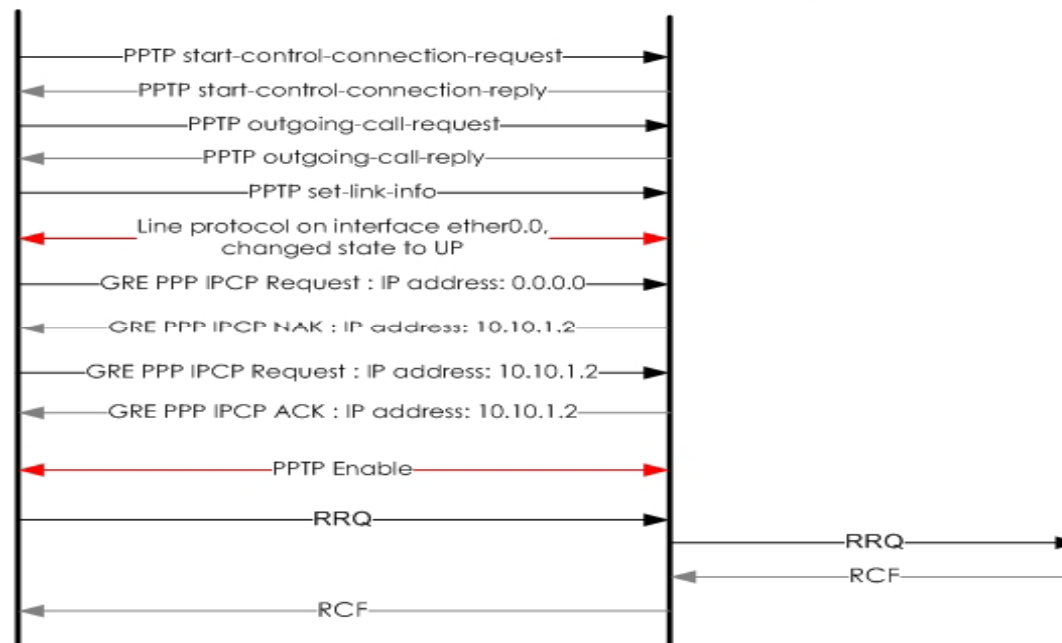 PPTP start-control-connection-request
PPTP start-control-connection-reply
PPTP outgoing-call-request
PPTP outgoing-call-reply
PPTP set-link-info
Line protocol on interface ether0.0,
changed state to UP
GRE PPP IPCP Request : IP address: 0.0.0.0
GRE PPP IPCP NAK : IP address: 10.10.1.2
GRE PPP IPCP Request : IP address: 10.10.1.2
GRE PPP IPCP ACK : IP address: 10.10.1.2
PPTP Enable
RRQ
RRQ
RCF
RCF